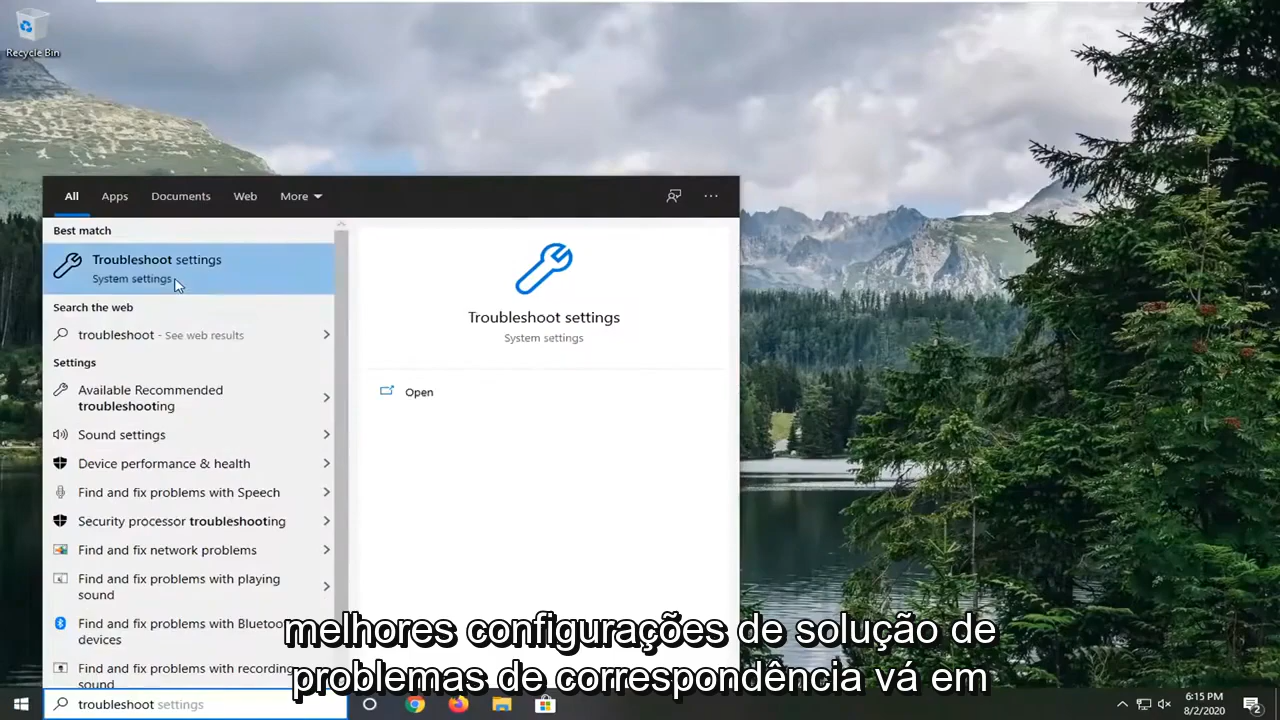 Recycle Bin
All Apps Documents Web More
Best match
Troubleshoot settings
System settings
Search the web
troubleshoot - See web results
Settings
Available Recommended
troubleshooting
Sound settings
Device performance & health
Find and fix problems with Speech
Security processor troubleshooting
Find and fix network problems
Find and fix problems with playing
sound
Find and fix problems with Bluetoo
devices
Find and fix problems with recording
sound
Troubleshoot settings
System settings
Open
melhores configurações de solução de
problemas de correspondência vá em
troubleshoot settings
6:15 PM
8/2/2020
2